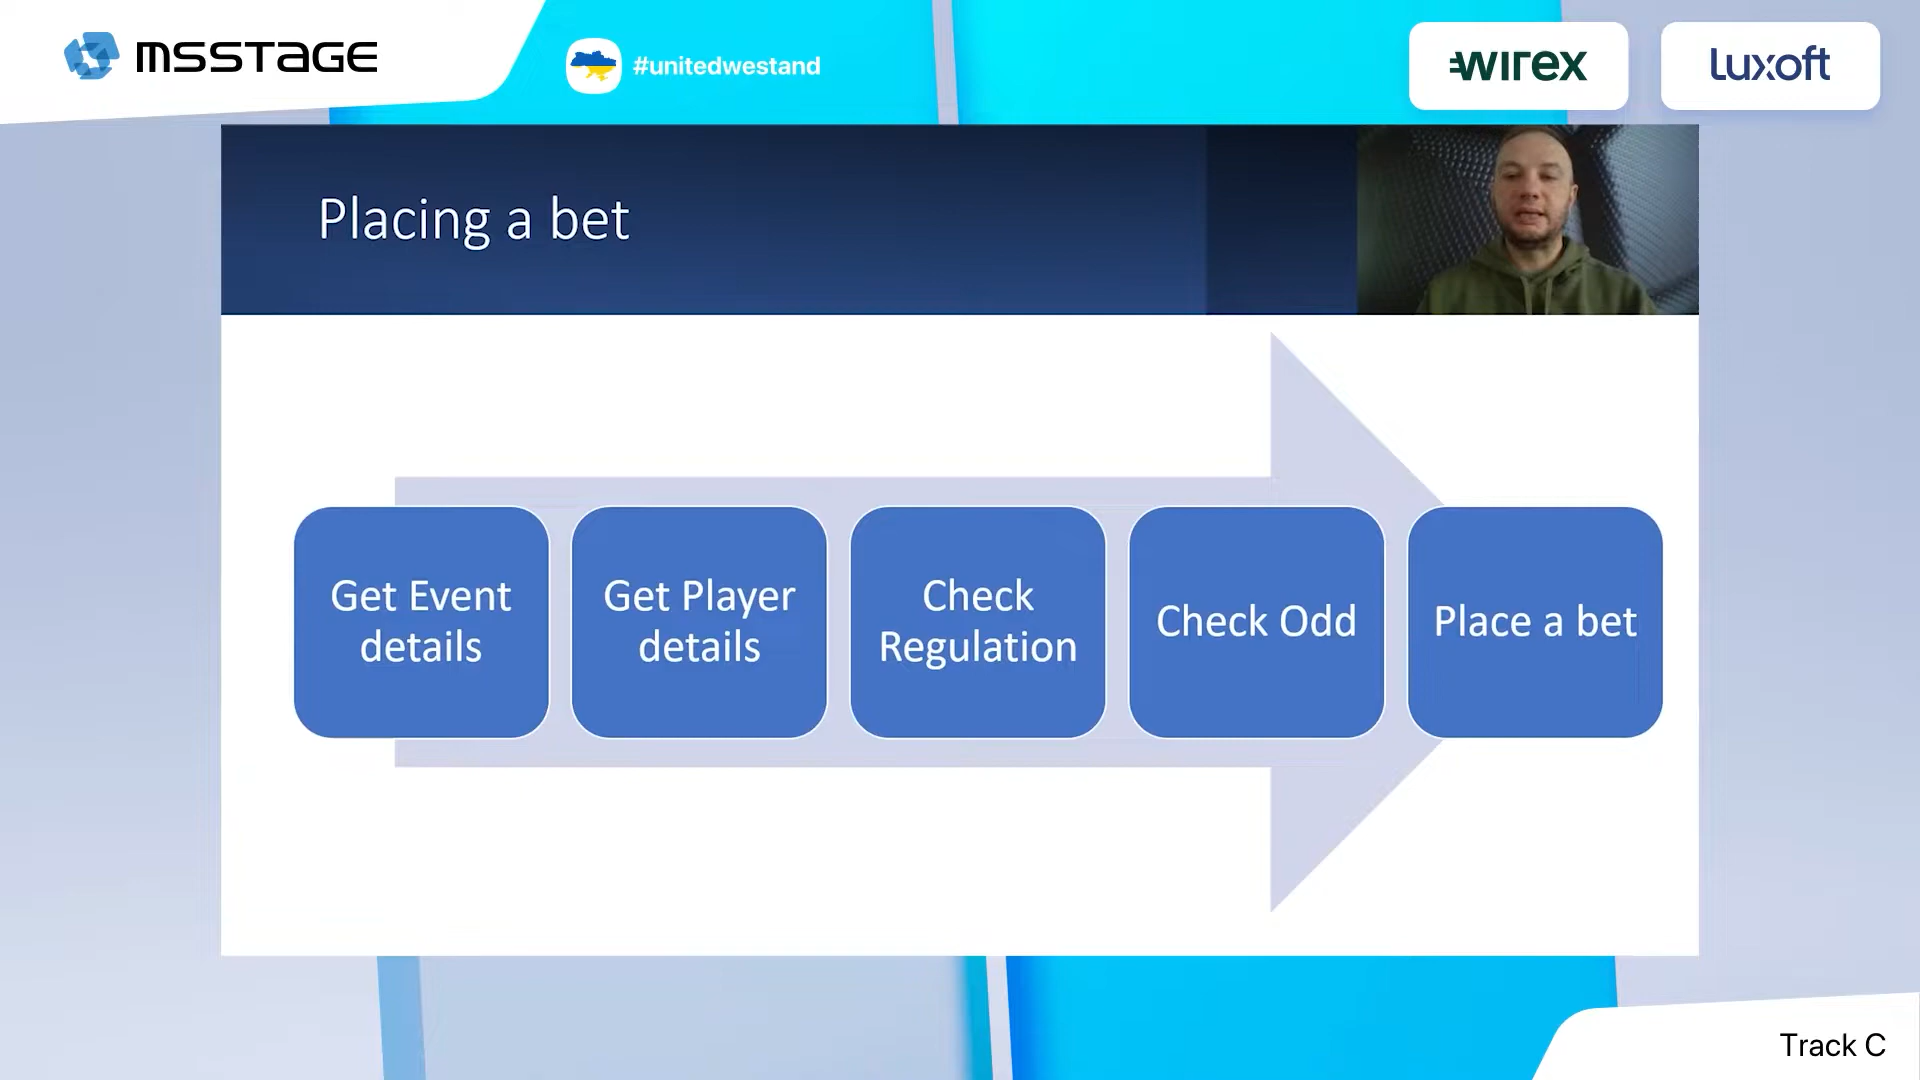 MSSTAGE
#unitedwestand
wirex
luxoft
Placing a bet
Get Event
details
Get Player
details
Check
Regulation
Check Odd
Place a bet
Track C